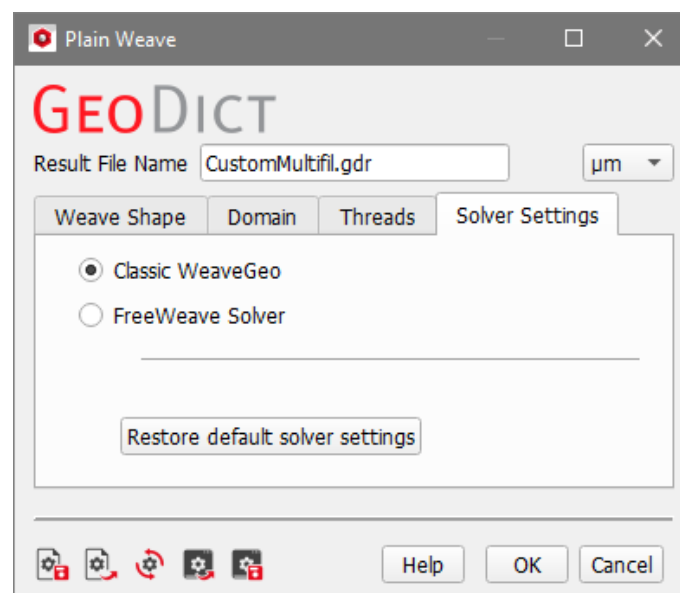 Plain Weave
GEODICT
Result File Name CustomMultifil.gdr µm
Weave Shape Domain Threads Solver Settings
Classic WeaveGeo
FreeWeave Solver
Restore default solver settings
Help OK Cancel